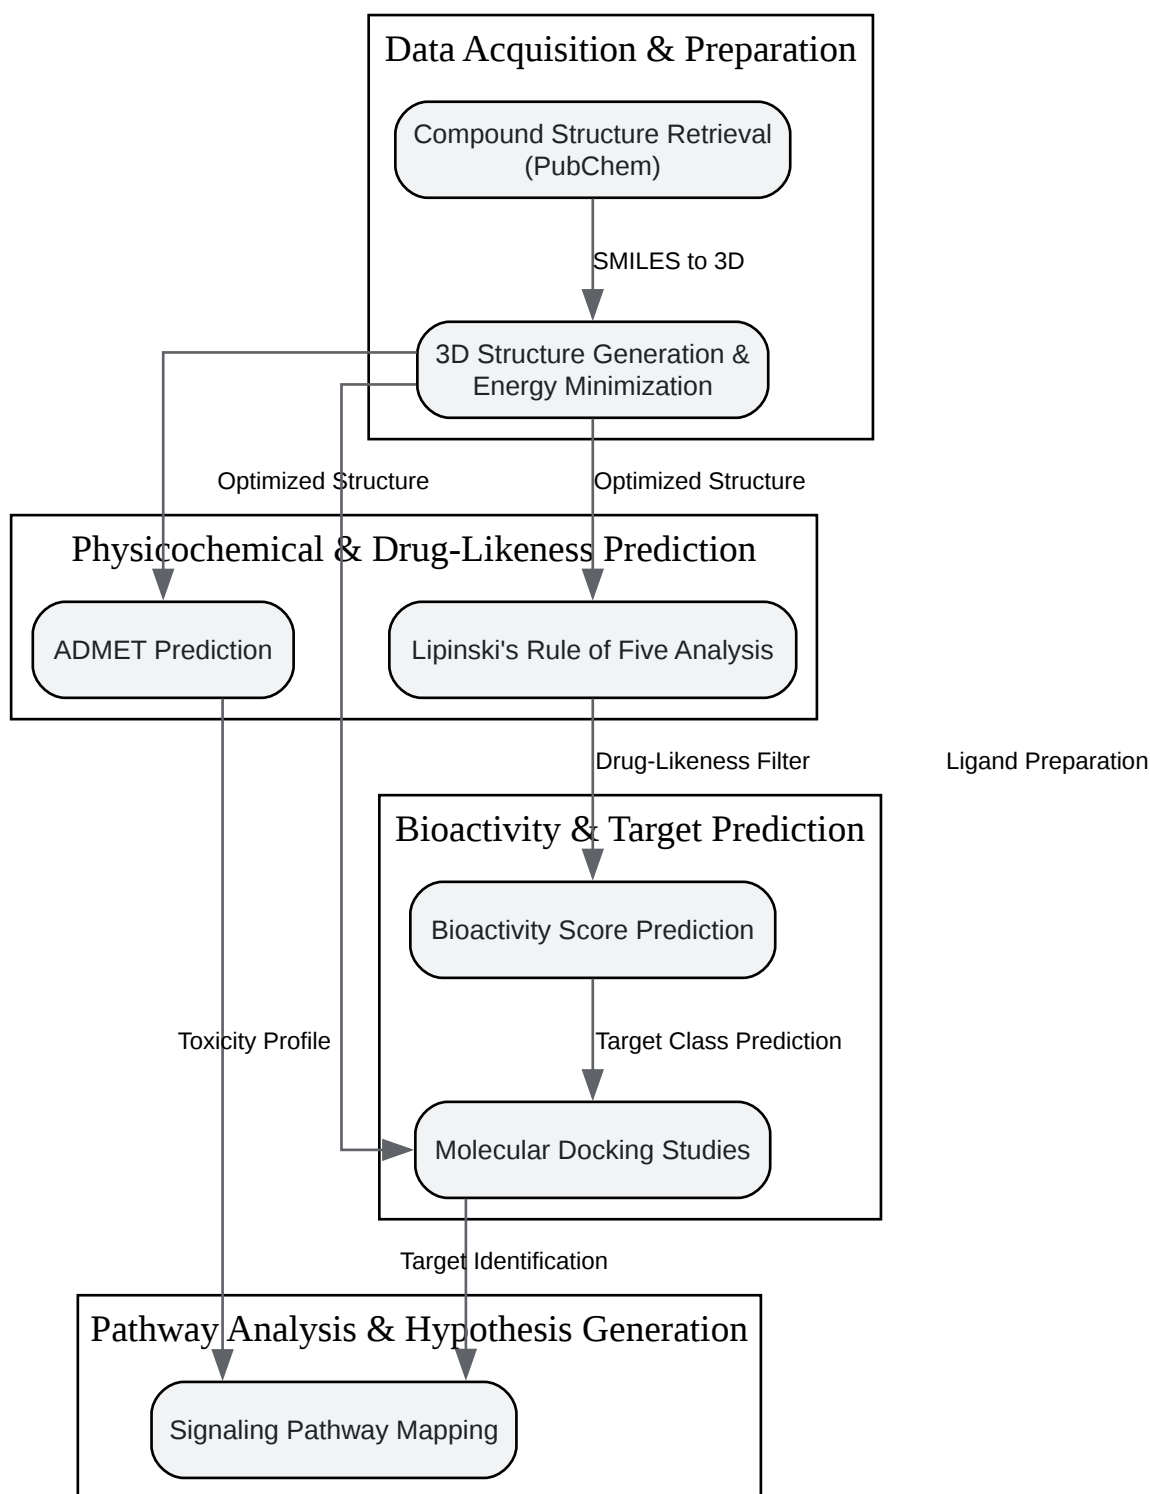 Data Acquisition & Preparation
Compound Structure Retrieval
(PubChem)
SMILES to 3D
3D Structure Generation &
Energy Minimization
Optimized Structure
Optimized Structure
Physicochemical & Drug-Likeness Prediction
ADMET Prediction
Lipinski's Rule of Five Analysis
Drug-Likeness Filter
Ligand Preparation
Bioactivity & Target Prediction
Bioactivity Score Prediction
Toxicity Profile
Target Class Prediction
Molecular Docking Studies
Target Identification
Pathway Analysis & Hypothesis Generation
Signaling Pathway Mapping